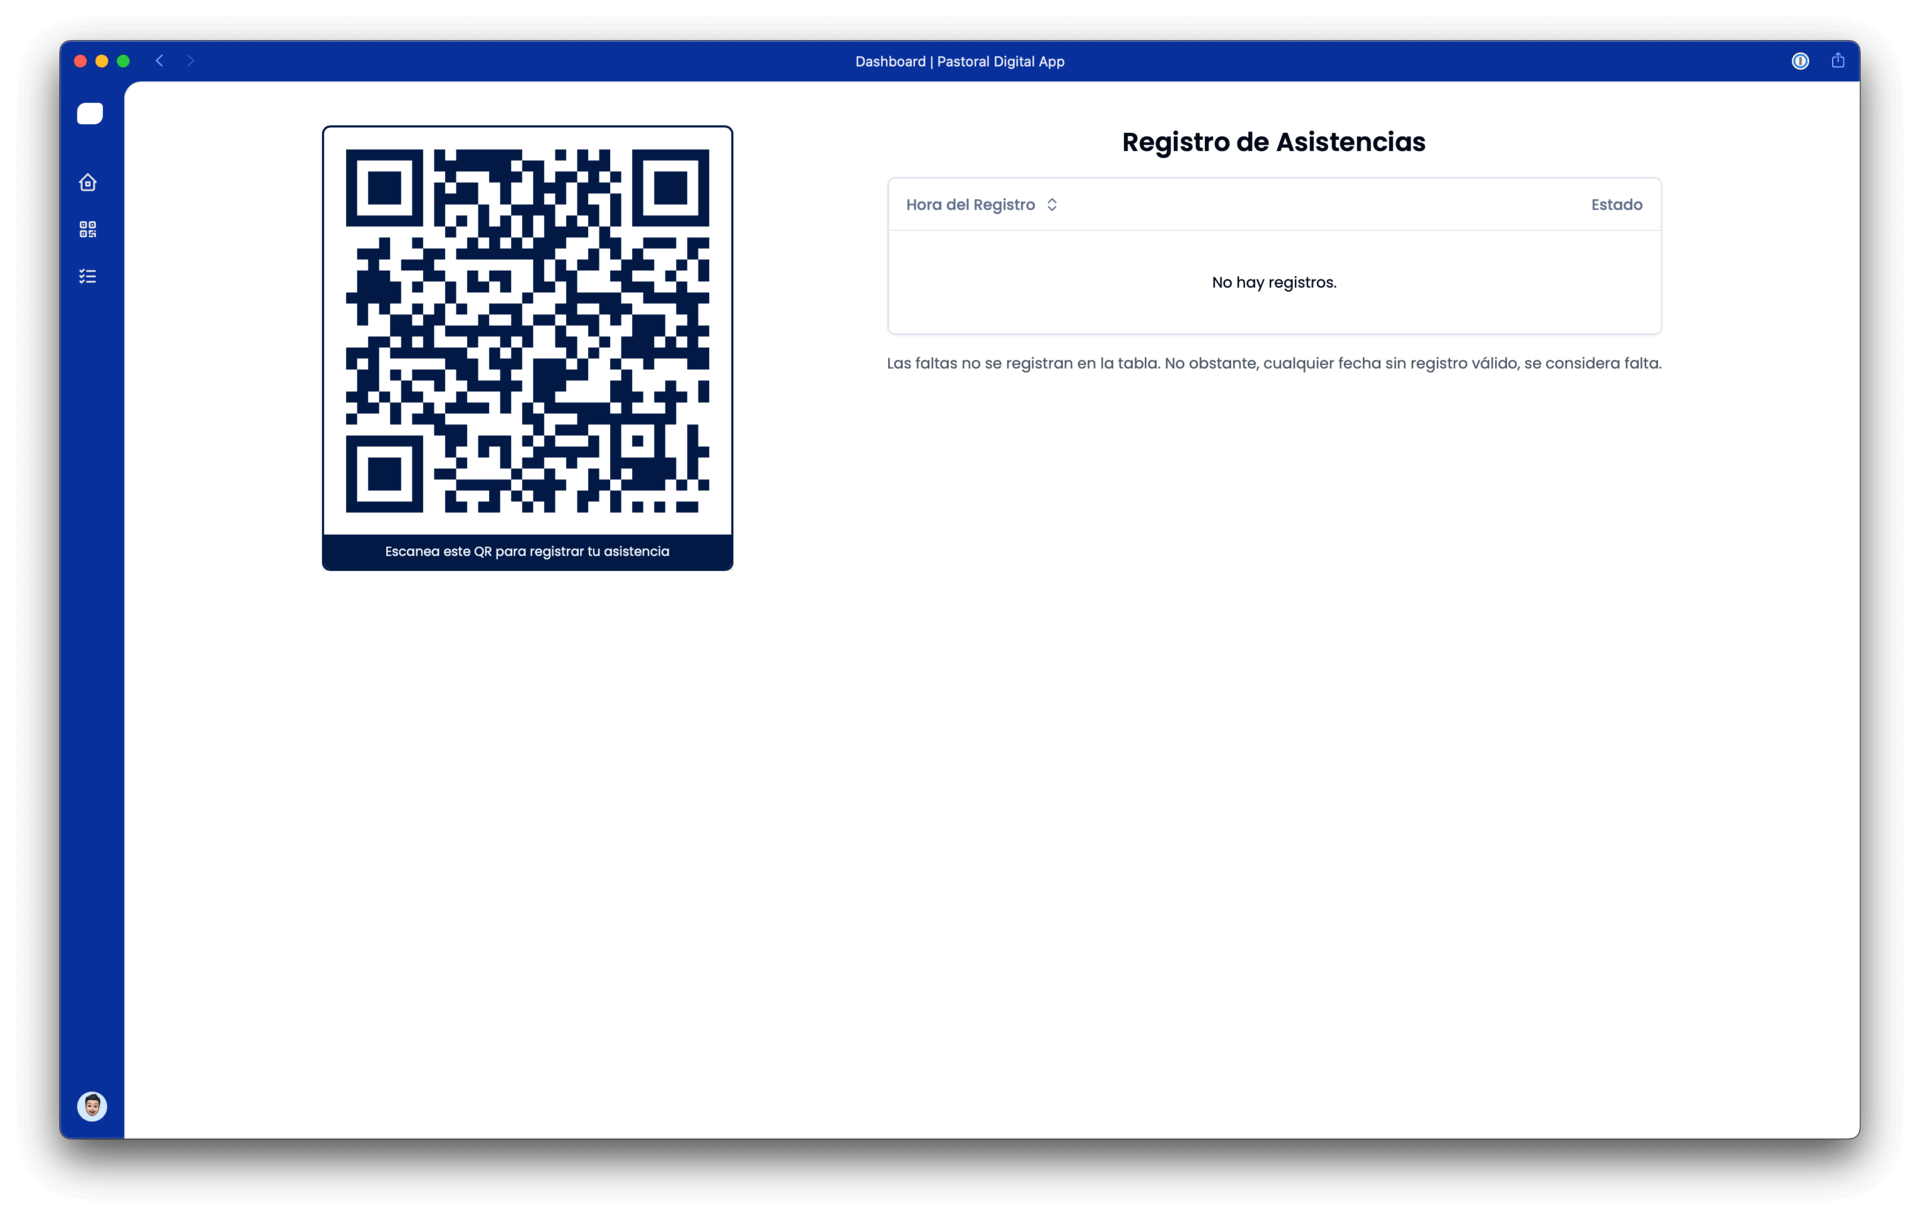 Dashboard | Pastoral Digital App
Escanea este QR para registrar tu asistencia
Registro de Asistencias
Hora del Registro
Estado
No hay registros.
Las faltas no se registran en la tabla. No obstante, cualquier fecha sin registro válido, se considera falta.